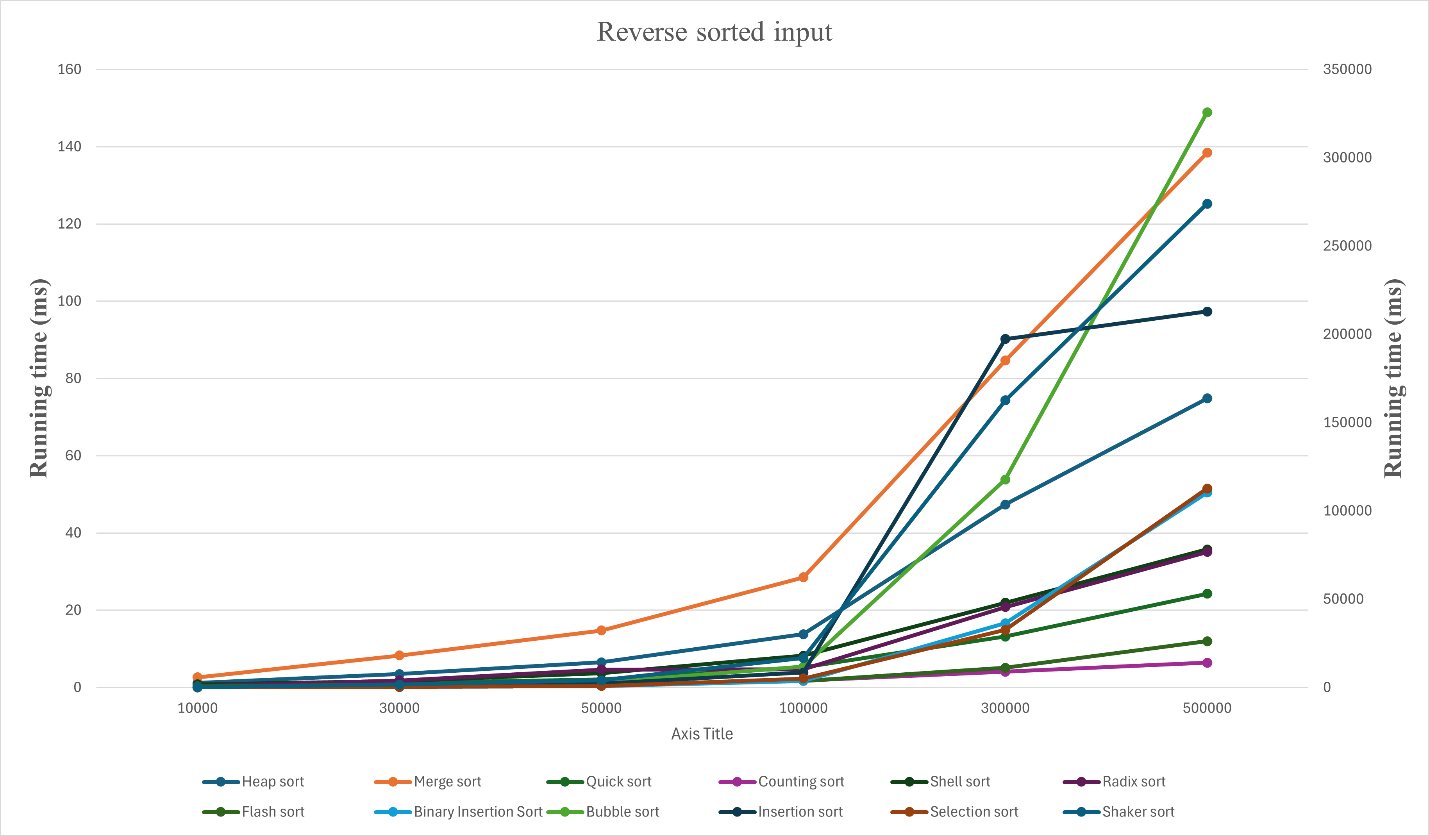 Reverse sorted input
160
140
120
100
80
60
40
20
0
Running time (ms)
350000
300000
250000
200000
150000
100000
50000
0
Running time (ms)
10000 30000 50000 100000 300000 500000
Axis Title
Heap sort Merge sort Quick sort Counting sort Shell sort Radix sort
Flash sort Binary Insertion Sort Bubble sort Insertion sort Selection sort Shaker sort